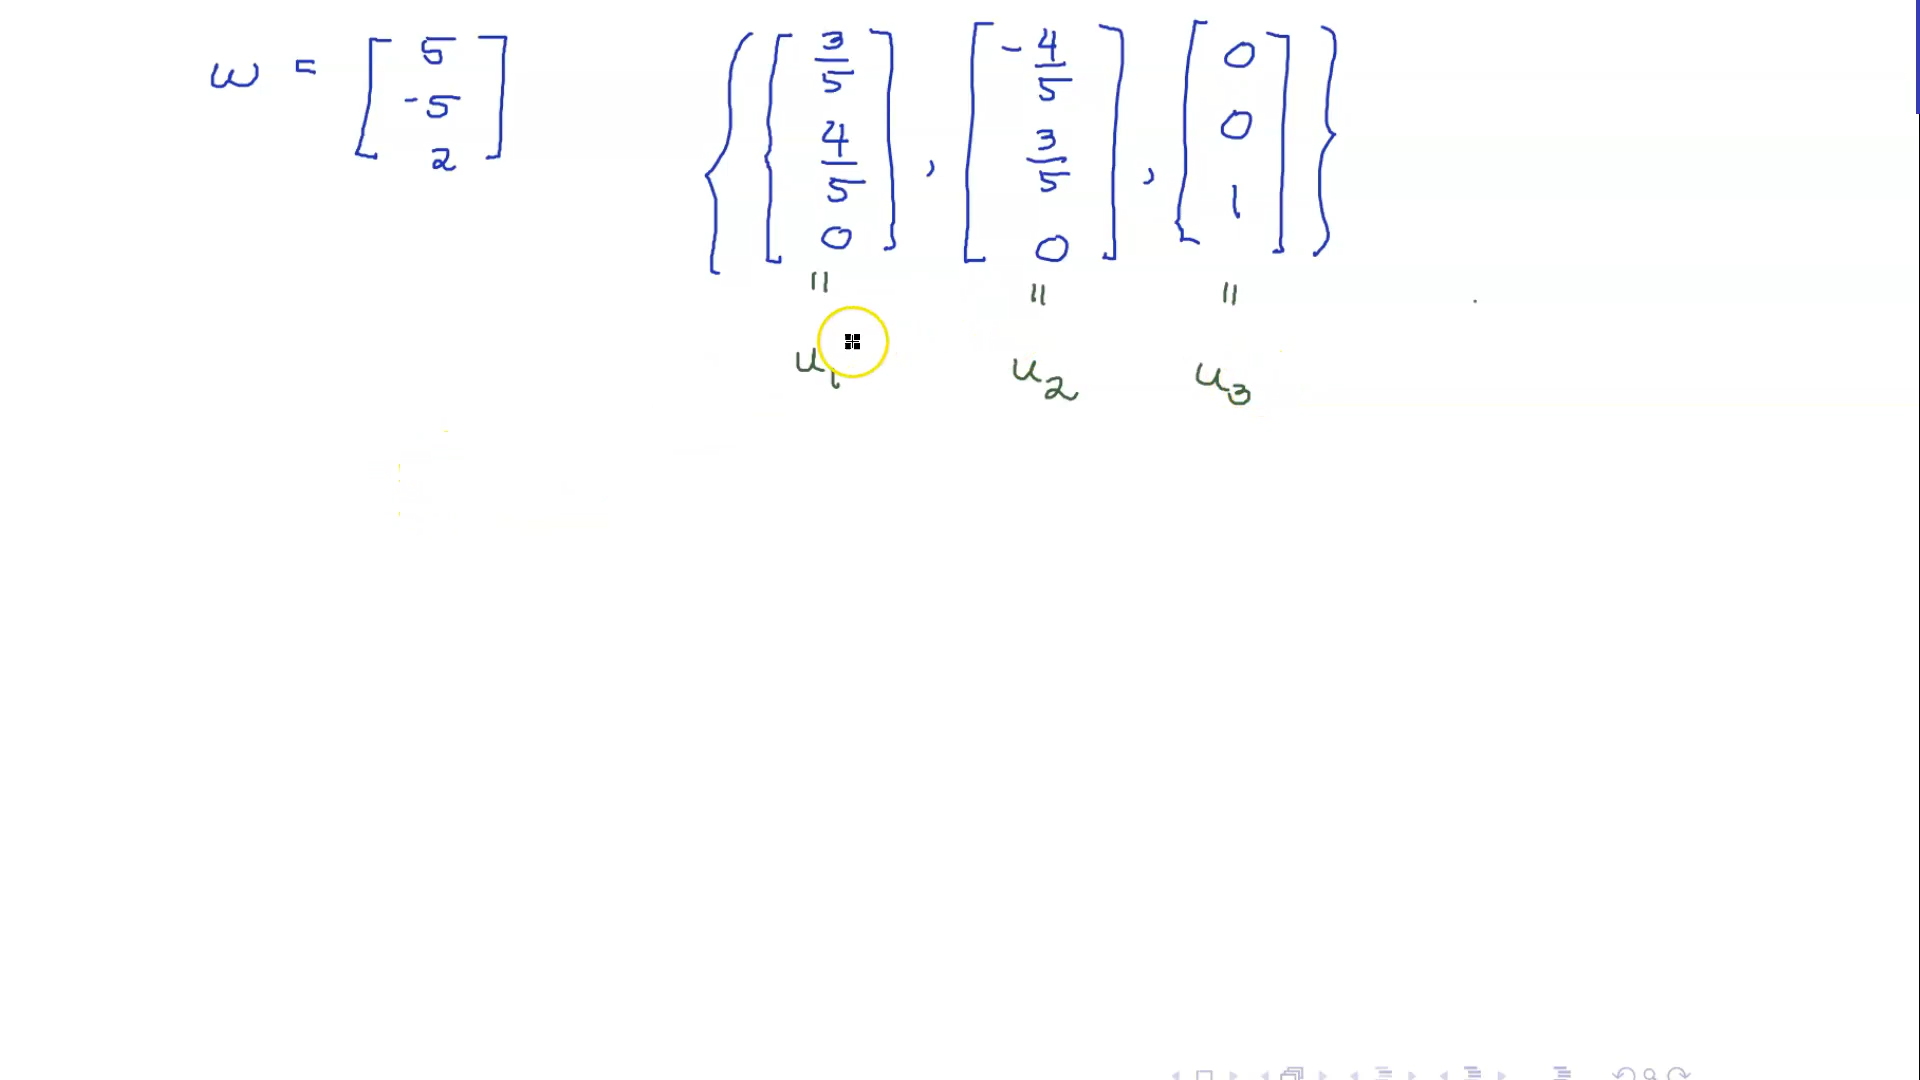 w = [ 5 -5 2 ] { [ 3/5 4/5 0 ] , [ -4/5 3/5 0 ] , [ 0 0 1 ] }
= = =
u1 u2 u3